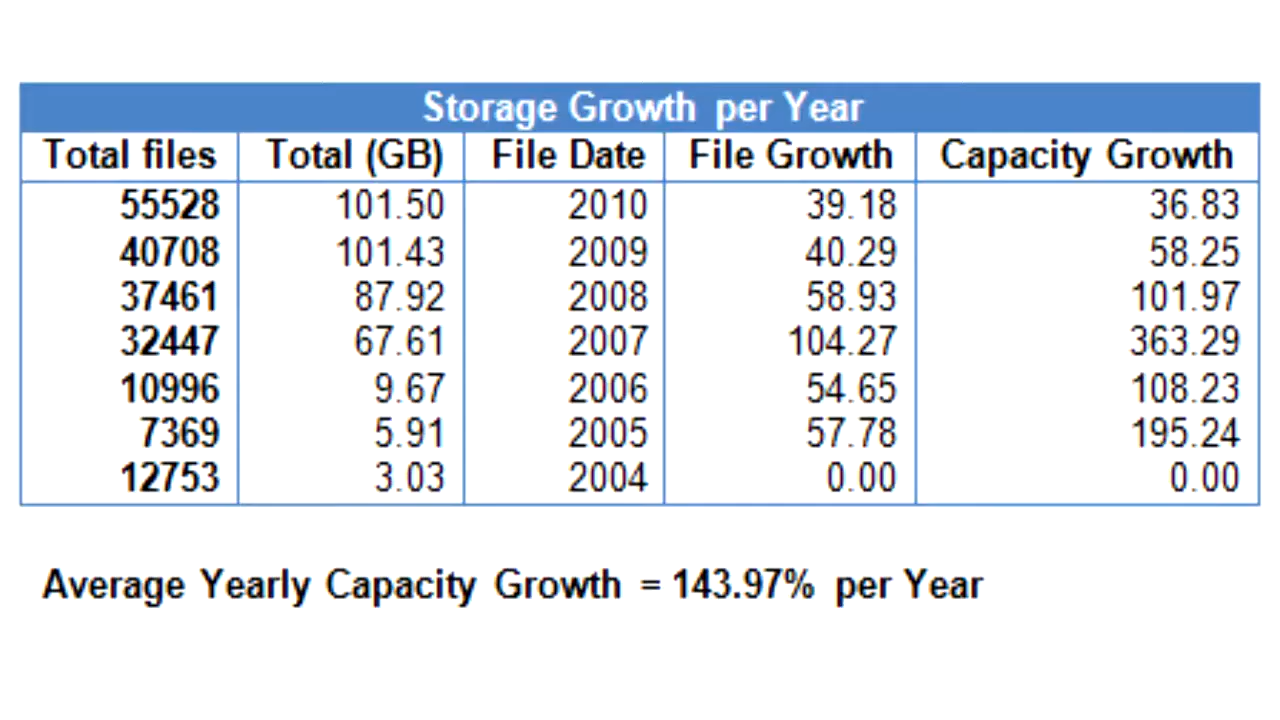 Storage Growth per Year
Total files Total (GB) File Date File Growth Capacity Growth
55528 101.50 2010 39.18 36.83
40708 101.43 2009 40.29 58.25
37461 87.92 2008 58.93 101.97
32447 67.61 2007 104.27 363.29
10996 9.67 2006 54.65 108.23
7369 5.91 2005 57.78 195.24
12753 3.03 2004 0.00 0.00
Average Yearly Capacity Growth = 143.97% per Year